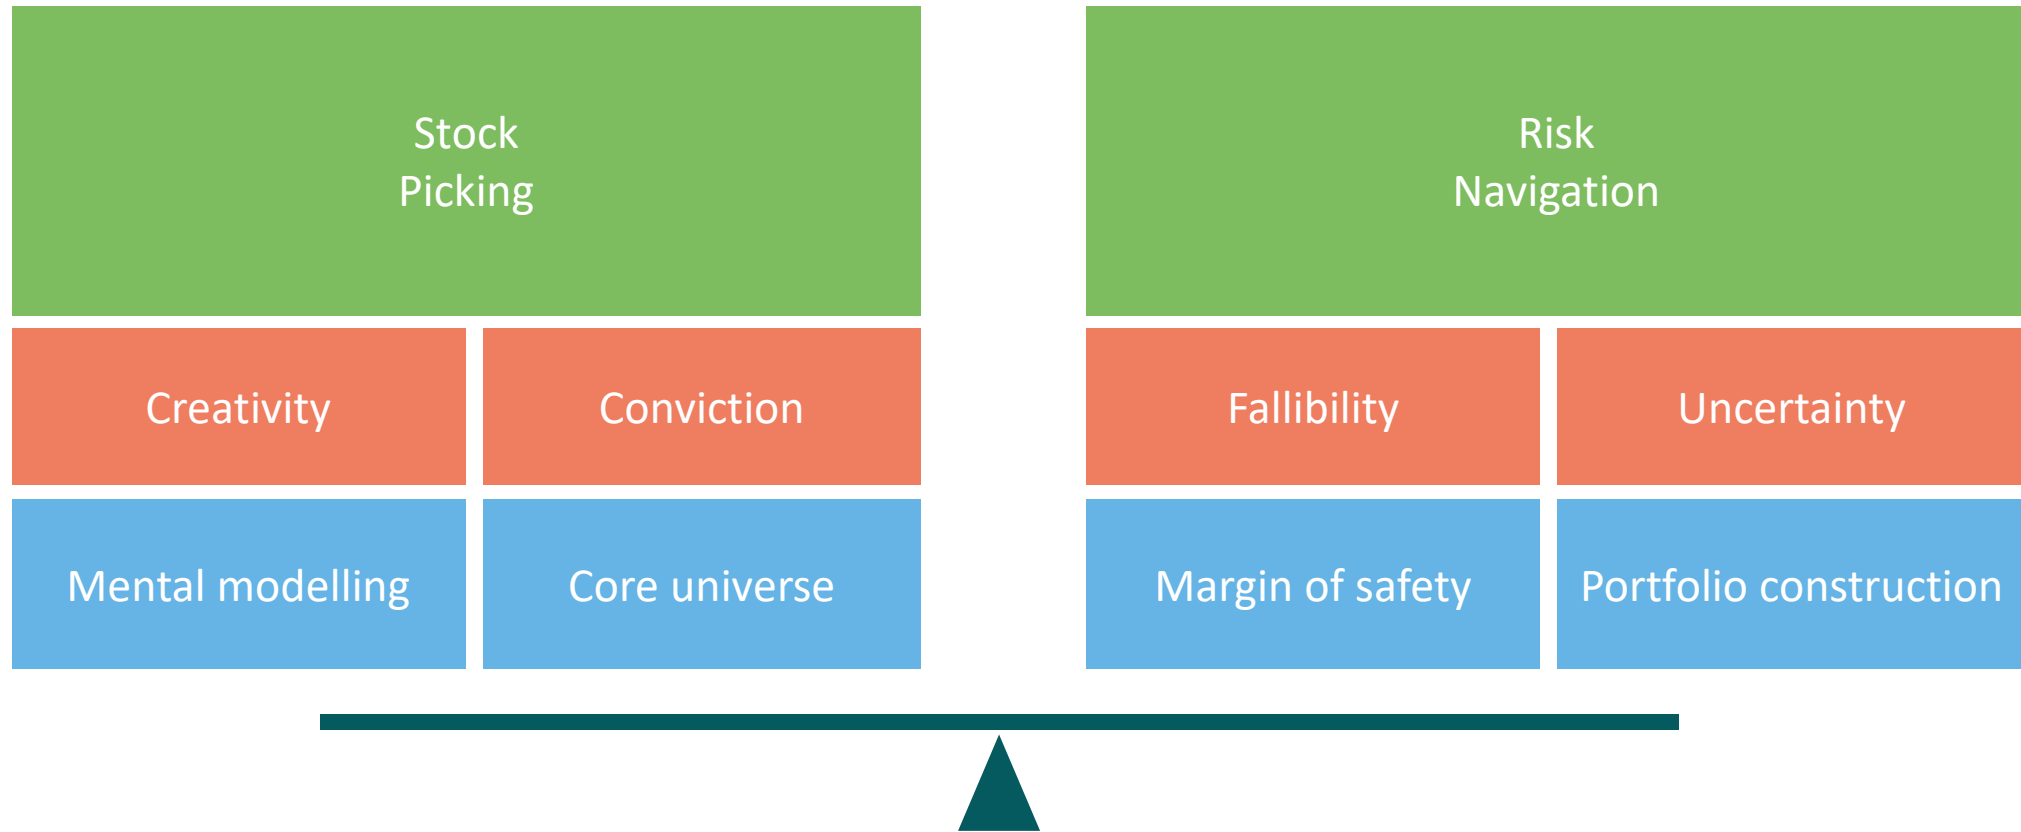 Stock
Picking
Risk
Navigation
Creativity
Conviction
Fallibility
Uncertainty
Mental modelling
Core universe
Margin of safety
Portfolio construction